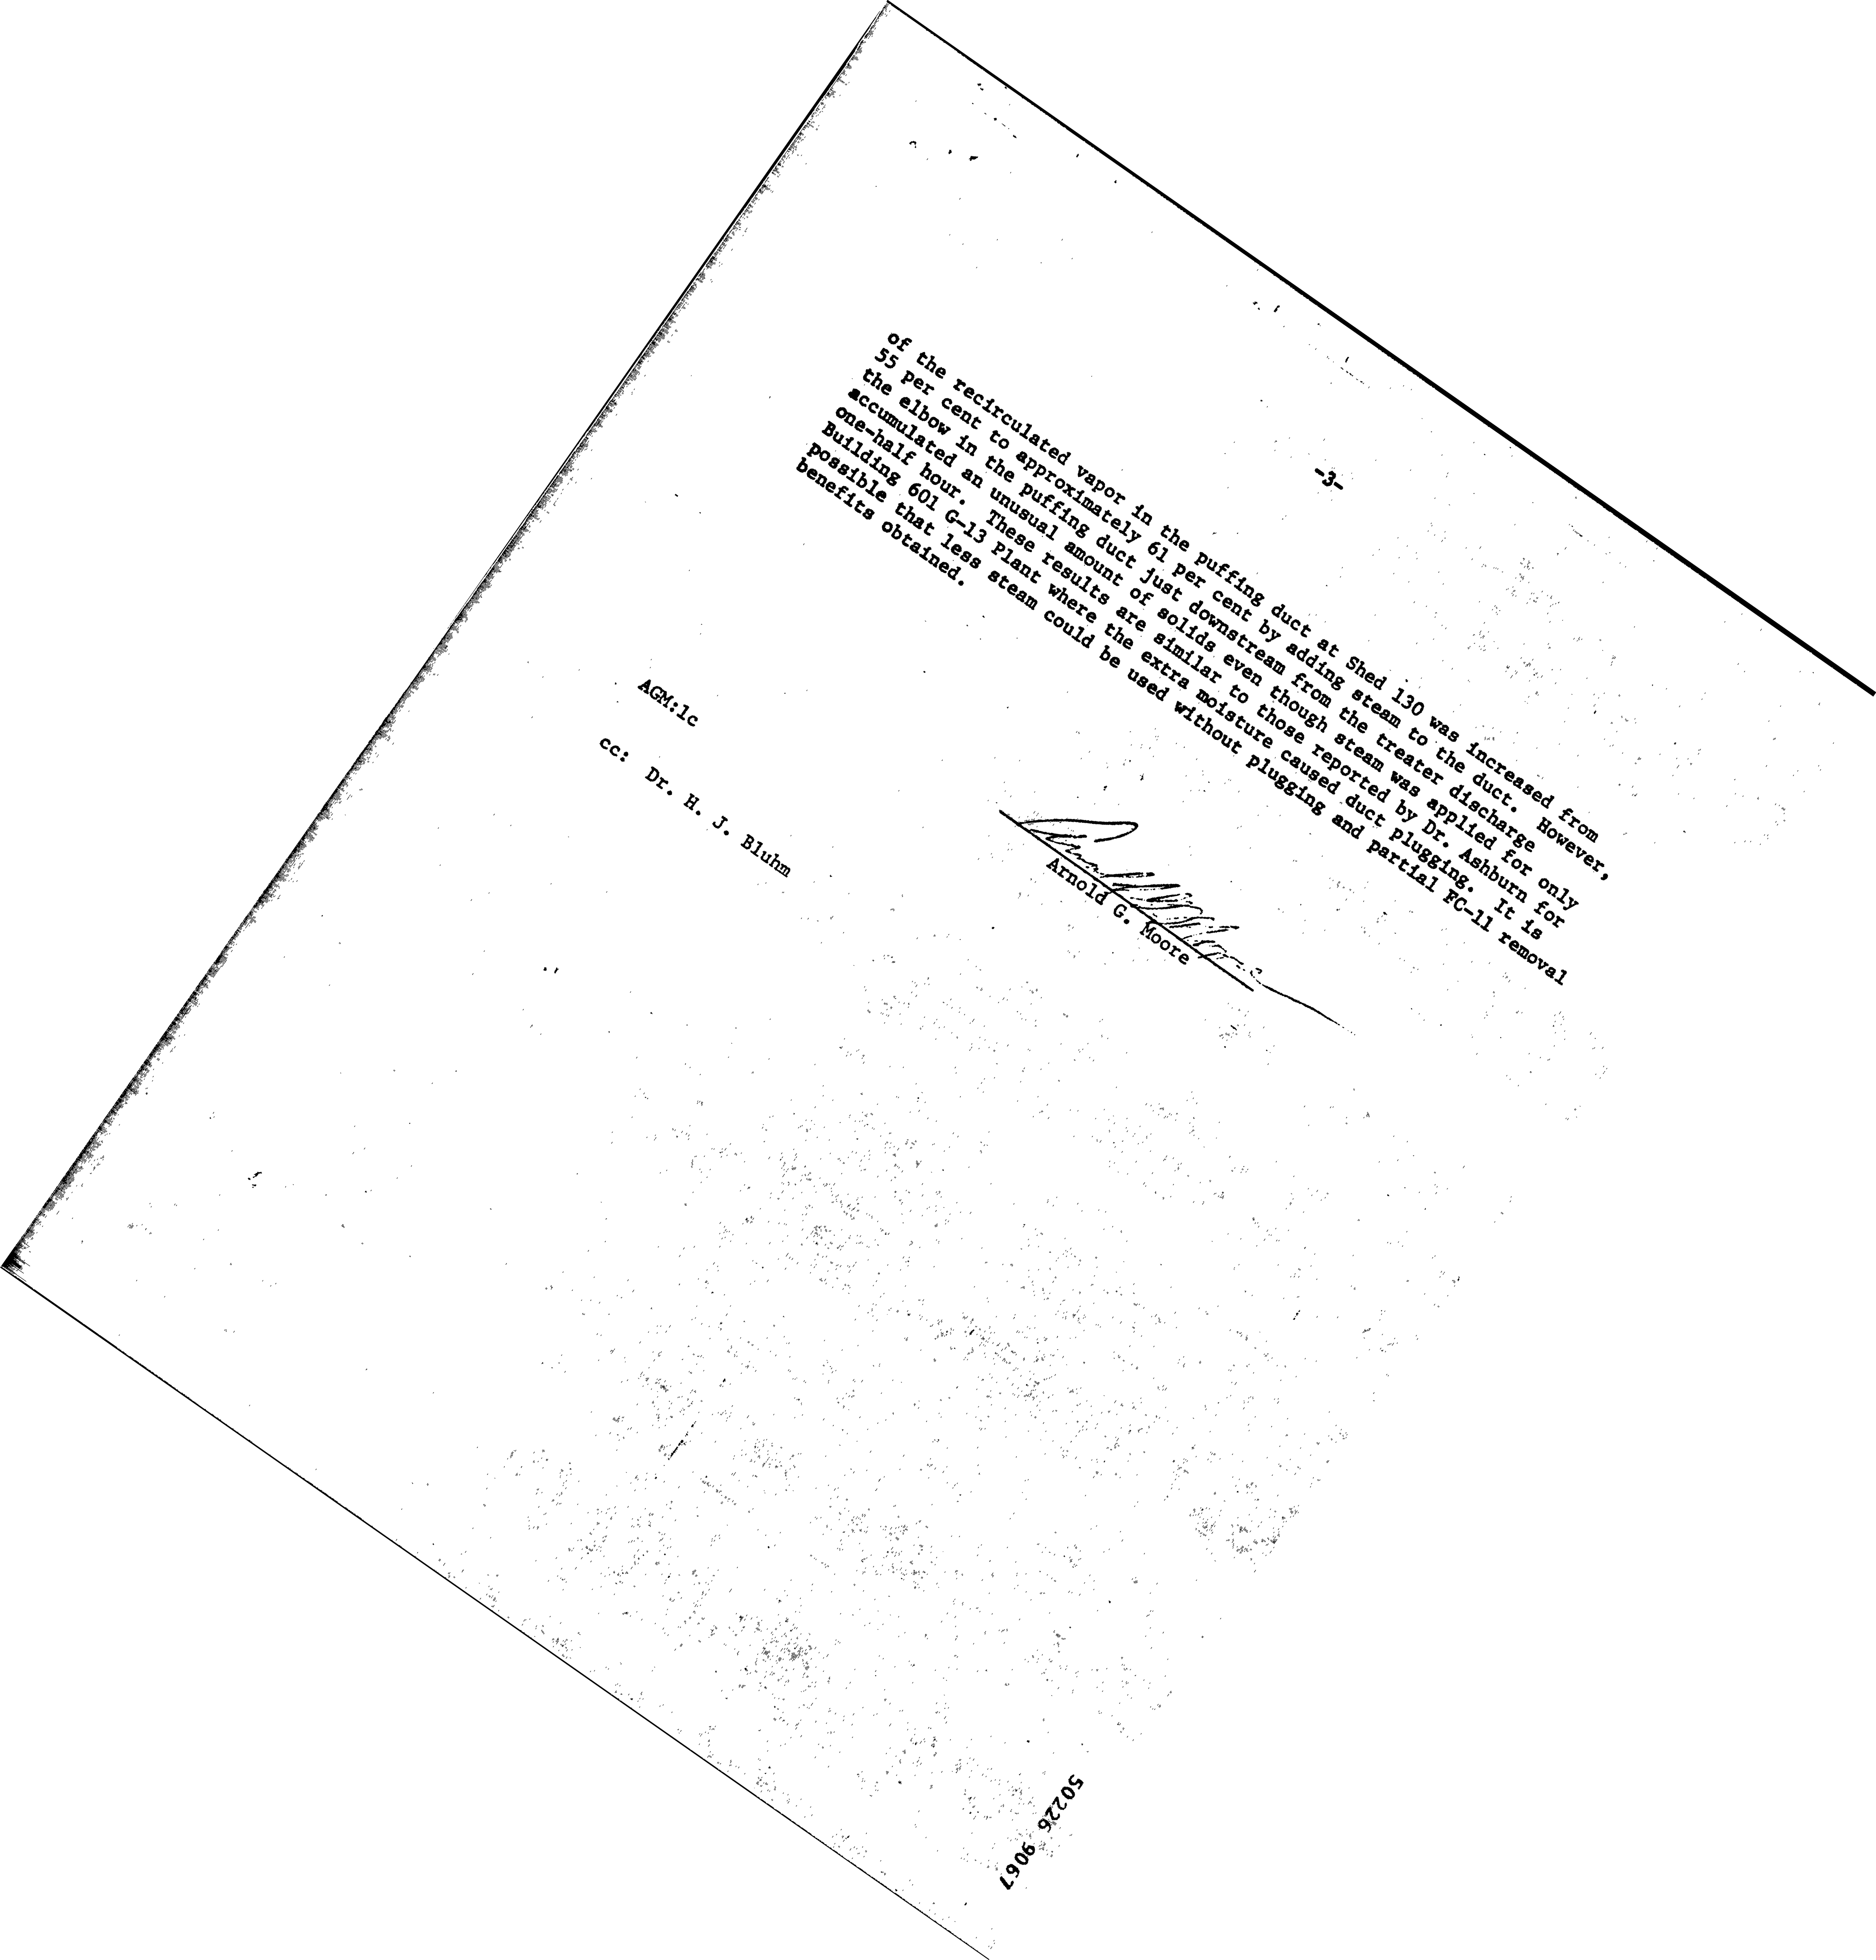 -3-
of the recirculated vapor in the puffing duct at Shed 130 was increased from
55 per cent to approximately 61 per cent by adding steam to the duct. However,
the elbow in the puffing duct just downstream from the treater discharge
accumulated an unusual amount of solids even though steam was applied for only
one-half hour. These results are similar to those reported by Dr. Ashburn for
Building 601 G-13 Plant where the extra moisture caused duct plugging. It is
possible that less steam could be used without plugging and partial FC-11 removal
benefits obtained.
Arnold G. Moore
AGM:lc
cc: Dr. H. J. Bluhm
50226 9067